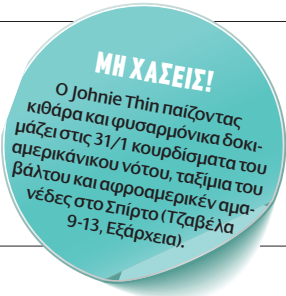 ΜΗ ΧΑΣΕΙΣ!
Ο Johnie Thin παίζοντας
κιθάρα και φυσαρμόνικα δοκι-
μάζει στις 31/1 κουρδίσματα του
αμερικάνικου νότου, ταξίμια του
βάλτου και αφροαμερικέν αμα-
νέδες στο Σπίρτο (Τζαβέλα
9-13, Εξάρχεια).